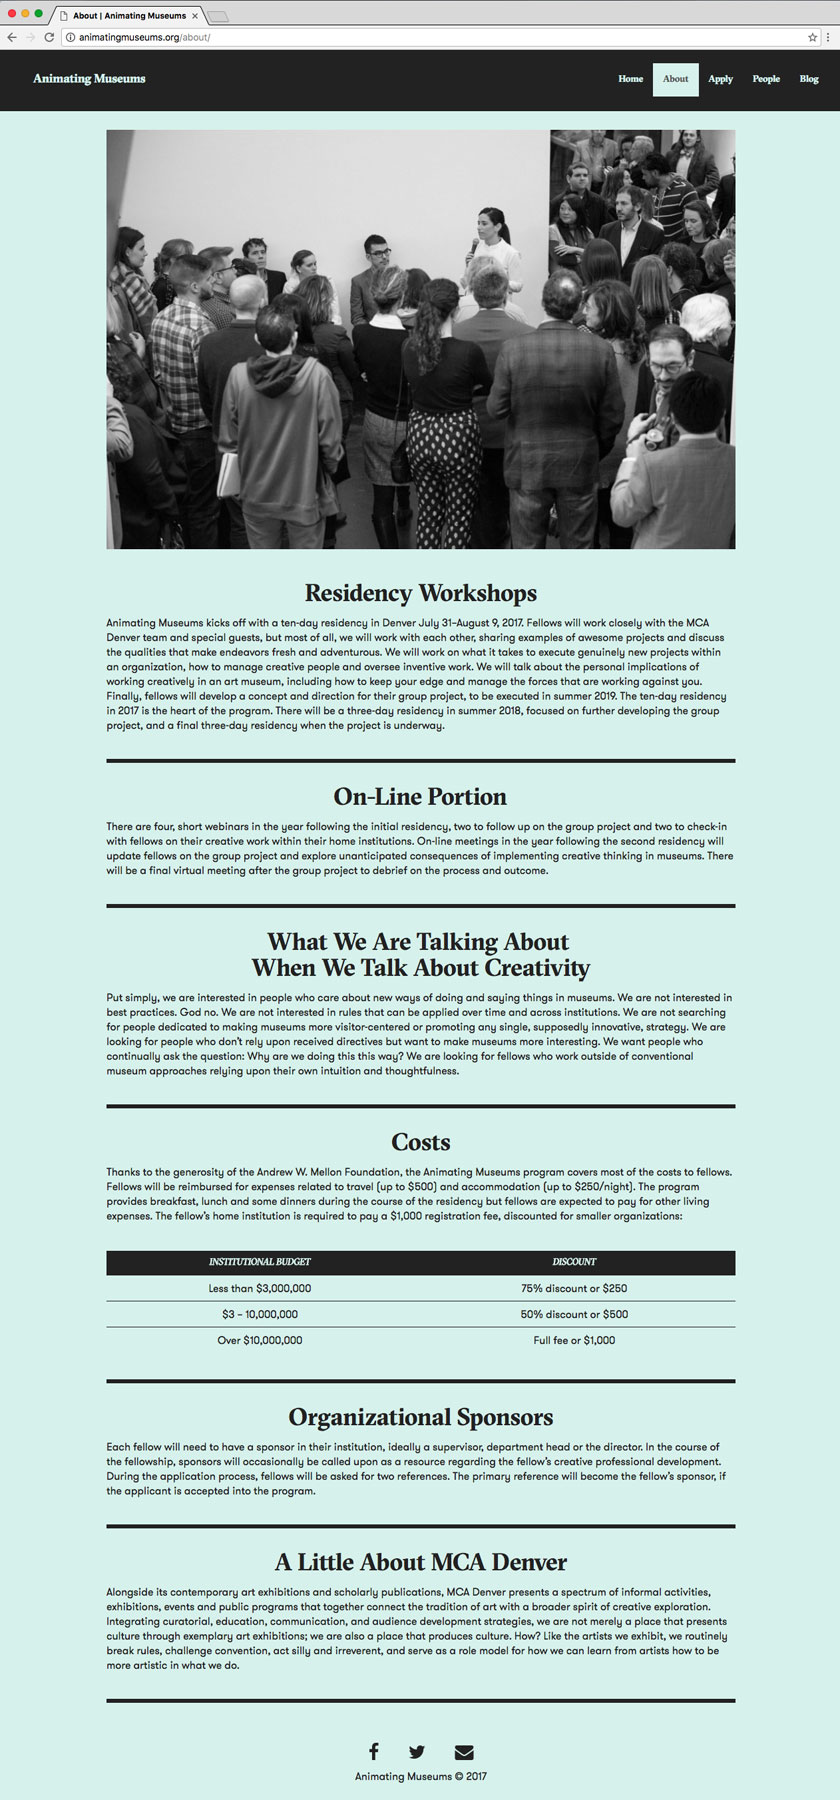 About | Animating Museums
animatingmuseums.org/about/
Animating Museums
Home About Apply People Blog
Residency Workshops
Animating Museums kicks off with a ten-day residency in Denver July 31–August 9, 2017. Fellows will work closely with the MCA
Denver team and special guests, but most of all, we will work with each other, sharing examples of awesome projects and discuss
the qualities that make endeavors fresh and adventurous. We will work on what it takes to execute genuinely new projects within
an organization, how to manage creative people and oversee inventive work. We will talk about the personal implications of
working creatively in an art museum, including how to keep your edge and manage the forces that are working against you.
Finally, fellows will develop a concept and direction for their group project, to be executed in summer 2019. The ten-day residency
in 2017 is the heart of the program. There will be a three-day residency in summer 2018, focused on further developing the group
project, and a final three-day residency when the project is underway.
On-Line Portion
There are four, short webinars in the year following the initial residency, two to follow up on the group project and two to check-in
with fellows on their creative work within their home institutions. On-line meetings in the year following the second residency will
update fellows on the group project and explore unanticipated consequences of implementing creative thinking in museums. There
will be a final virtual meeting after the group project to debrief on the process and outcome.
What We Are Talking About
When We Talk About Creativity
Put simply, we are interested in people who care about new ways of doing and saying things in museums. We are not interested in
best practices. God no. We are not interested in rules that can be applied over time and across institutions. We are not searching
for people dedicated to making museums more visitor-centered or promoting any single, supposedly innovative, strategy. We are
looking for people who don't rely upon received directives but want to make museums more interesting. We want people who
continually ask the question: Why are we doing this this way? We are looking for fellows who work outside of conventional
museum approaches relying upon their own intuition and thoughtfulness.
Costs
Thanks to the generosity of the Andrew W. Mellon Foundation, the Animating Museums program covers most of the costs to fellows.
Fellows will be reimbursed for expenses related to travel (up to $500) and accommodation (up to $250/night). The program
provides breakfast, lunch and some dinners during the course of the residency but fellows are expected to pay for other living
expenses. The fellow's home institution is required to pay a $1,000 registration fee, discounted for smaller organizations:
INSTITUTIONAL BUDGET DISCOUNT
Less than $3,000,000 75% discount or $250
$3 – 10,000,000 50% discount or $500
Over $10,000,000 Full fee or $1,000
Organizational Sponsors
Each fellow will need to have a sponsor in their institution, ideally a supervisor, department head or the director. In the course of
the fellowship, sponsors will occasionally be called upon as a resource regarding the fellow's creative professional development.
During the application process, fellows will be asked for two references. The primary reference will become the fellow's sponsor, if
the applicant is accepted into the program.
A Little About MCA Denver
Alongside its contemporary art exhibitions and scholarly publications, MCA Denver presents a spectrum of informal activities,
exhibitions, events and public programs that together connect the tradition of art with a broader spirit of creative exploration.
Integrating curatorial, education, communication, and audience development strategies, we are not merely a place that presents
culture through exemplary art exhibitions; we are also a place that produces culture. How? Like the artists we exhibit, we routinely
break rules, challenge convention, act silly and irreverent, and serve as a role model for how we can learn from artists how to be
more artistic in what we do.
Animating Museums © 2017